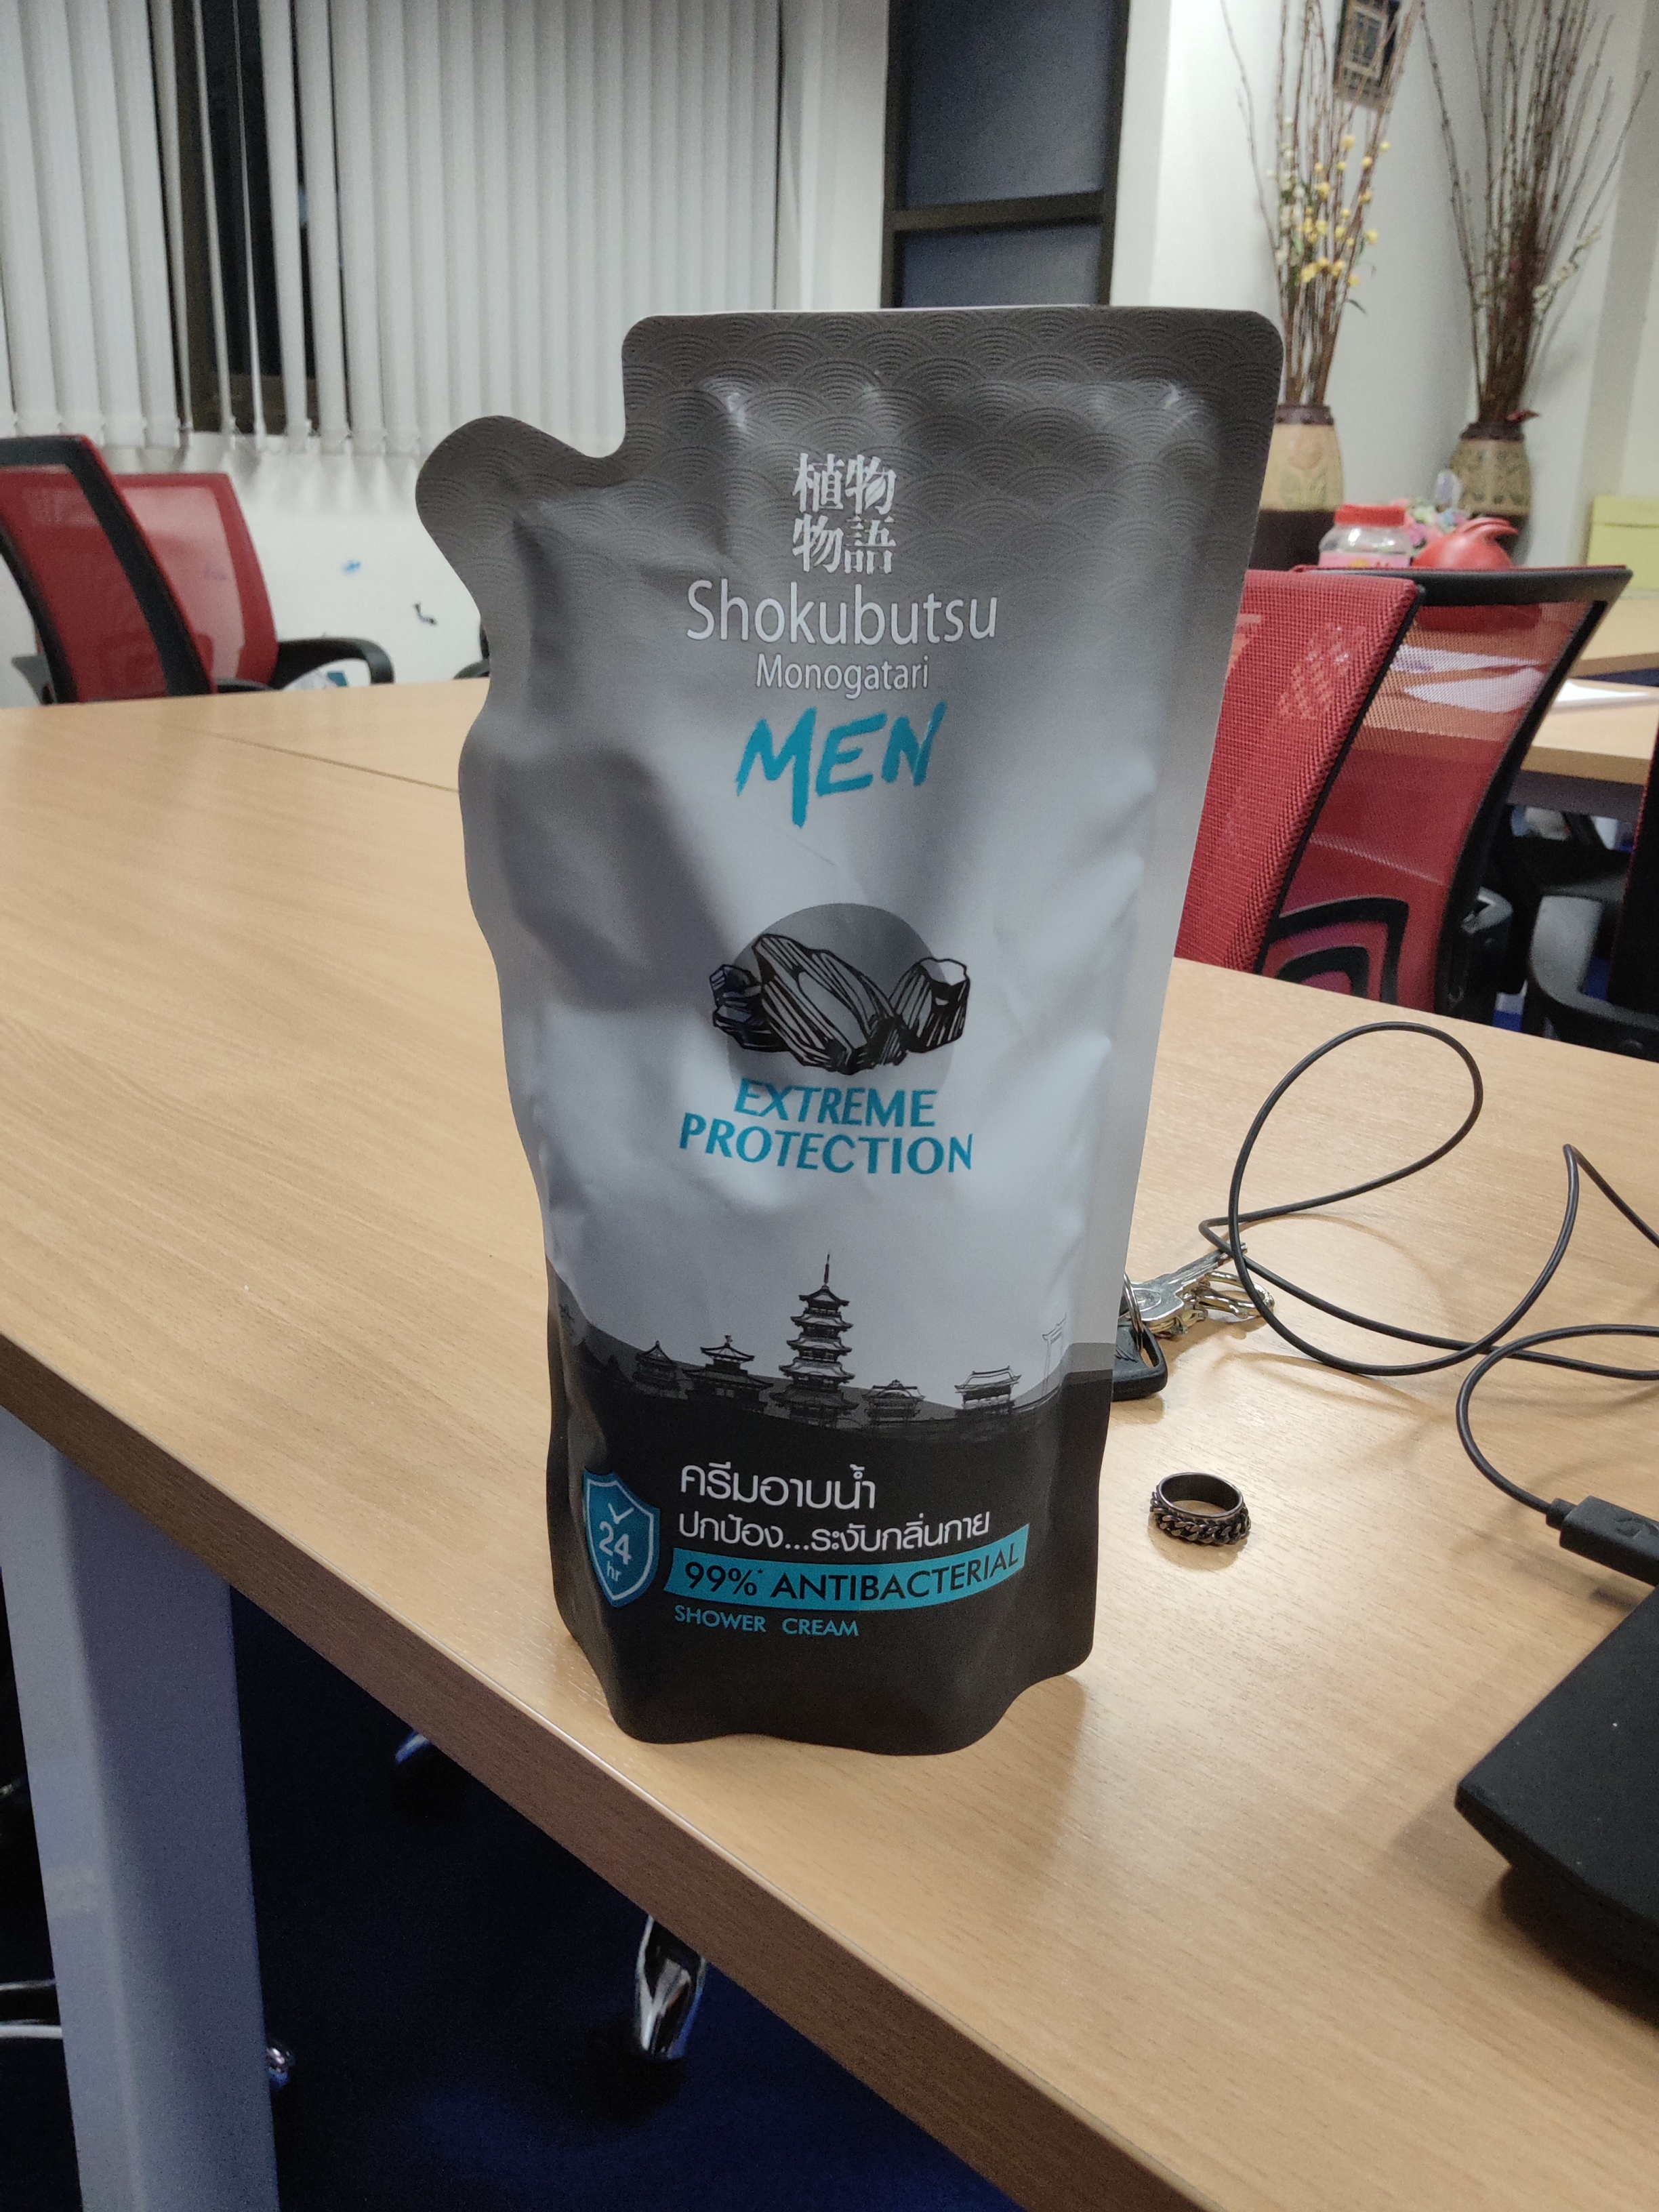 植物
物語
Shokubutsu
Monogatari
MEN
EXTREME
PROTECTION
ครีมอาบน้ำ
ปกป้อง...ระงับกลิ่นกาย
24
hr
99%* ANTIBACTERIAL
SHOWER CREAM